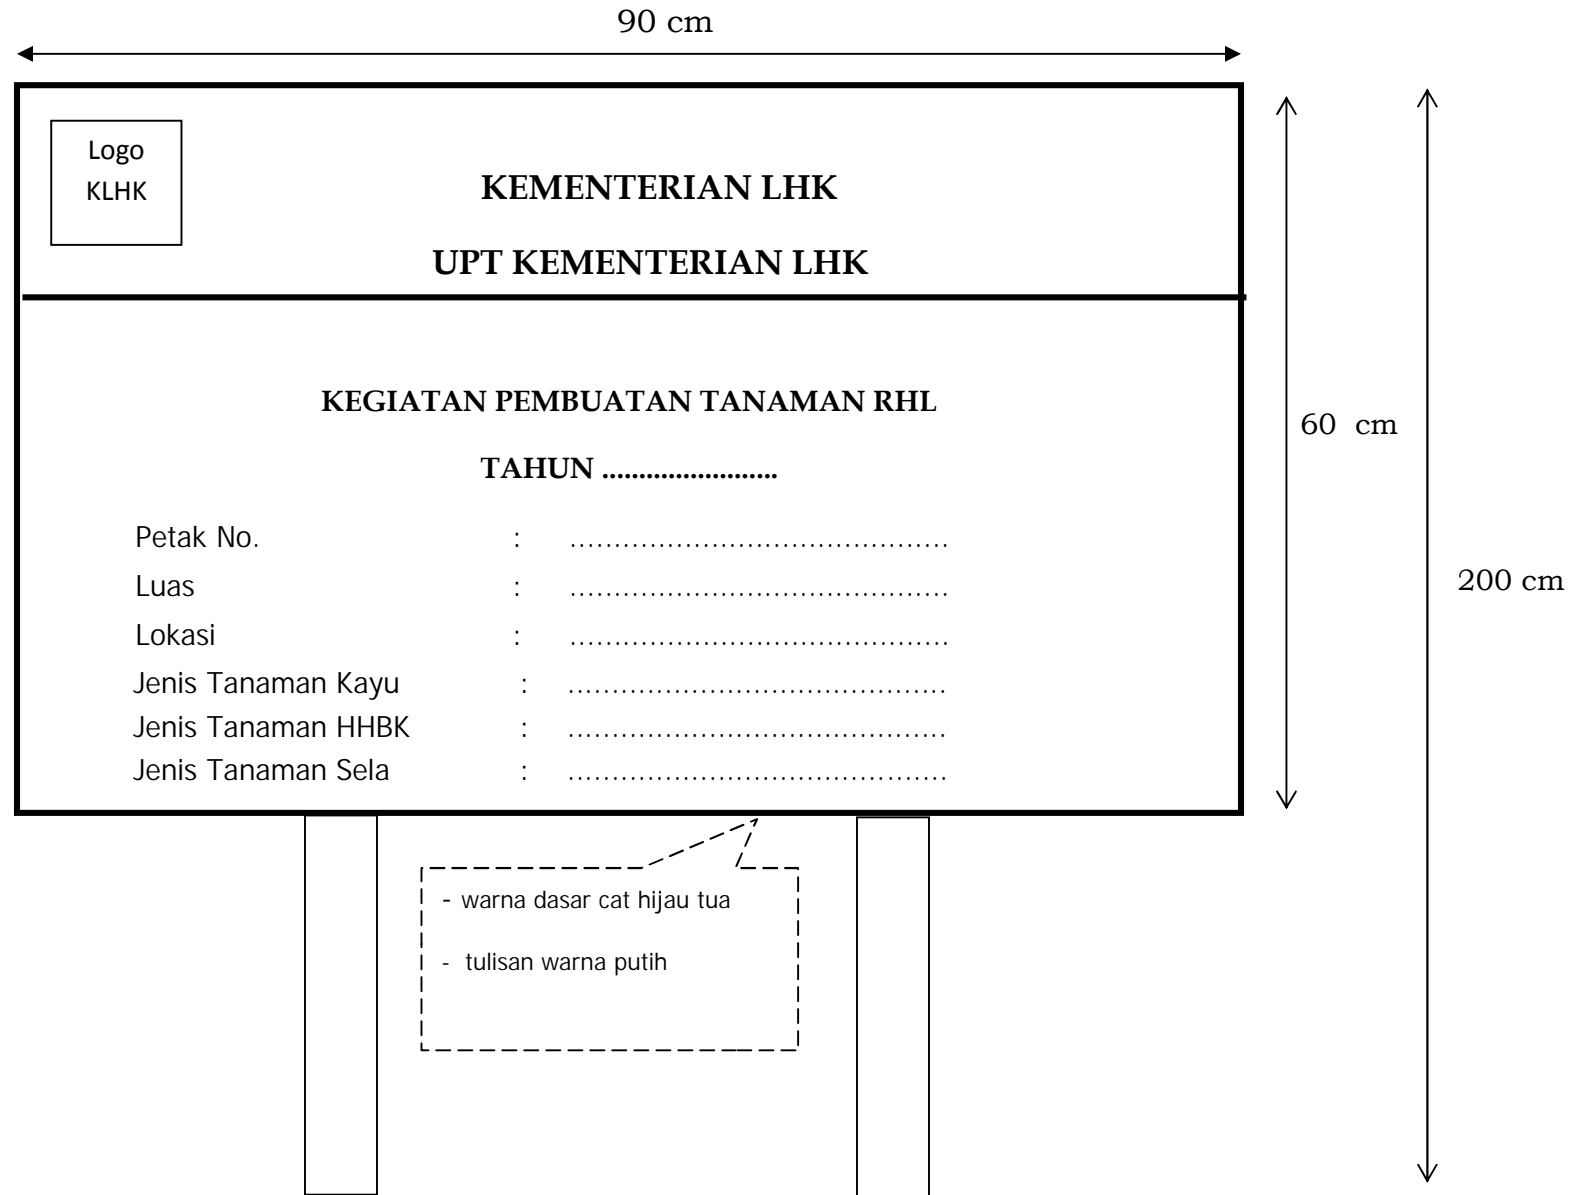 90 cm
Logo
KLHK
KEMENTERIAN LHK
UPT KEMENTERIAN LHK
KEGIATAN PEMBUATAN TANAMAN RHL
TAHUN ........................
Petak No. : ...........................................
Luas : ...........................................
Lokasi : ...........................................
Jenis Tanaman Kayu : ...........................................
Jenis Tanaman HHBK : ...........................................
Jenis Tanaman Sela : ...........................................
60 cm
200 cm
- warna dasar cat hijau tua
- tulisan warna putih